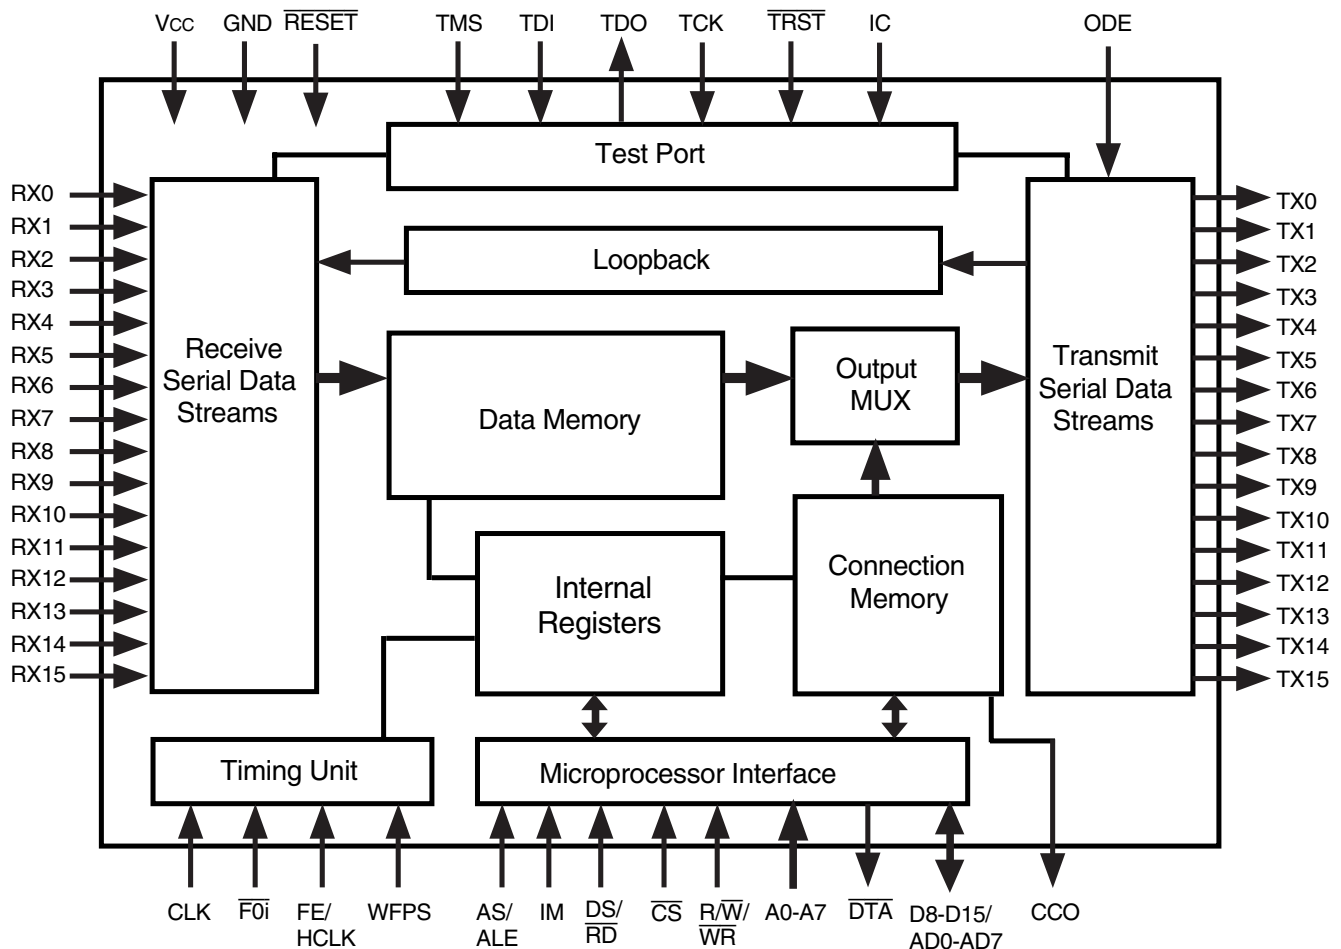 Vcc GND RESET TMS TDI TDO TCK TRST IC ODE
Test Port
RX0
RX1
RX2
RX3
RX4
RX5
RX6
RX7
RX8
RX9
RX10
RX11
RX12
RX13
RX14
RX15
Receive
Serial Data
Streams
Loopback
Data Memory
Output
MUX
Internal
Registers
Connection
Memory
Transmit
Serial Data
Streams
TX0
TX1
TX2
TX3
TX4
TX5
TX6
TX7
TX8
TX9
TX10
TX11
TX12
TX13
TX14
TX15
Timing Unit
Microprocessor Interface
CLK
F0i
FE/
HCLK
WFPS
AS/
ALE
IM
DS/
RD
CS
R/W/
WR
A0-A7
DTA
D8-D15/
AD0-AD7
CCO